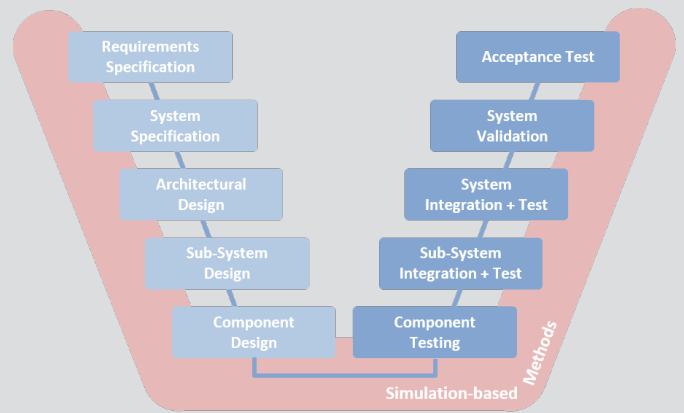 Requirements
Specification
System
Specification
Architectural
Design
Sub-System
Design
Component
Design
Acceptance Test
System
Validation
System
Integration + Test
Sub-System
Integration + Test
Component
Testing
Simulation-based
Methods